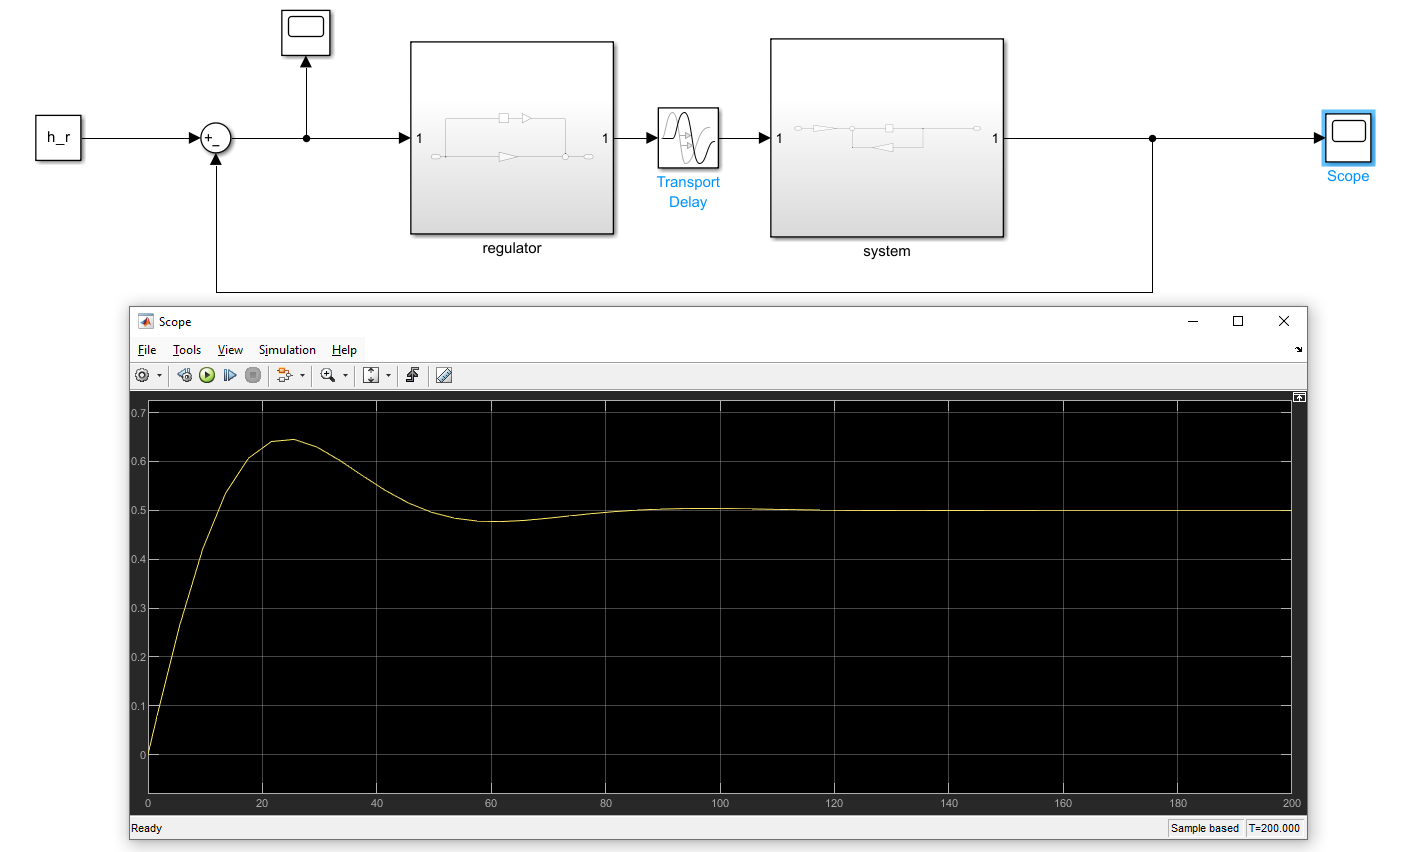 h_r
+
−
1
1
1
1
Transport
Delay
regulator
system
Scope
Scope
File Tools View Simulation Help
0.7
0.6
0.5
0.4
0.3
0.2
0.1
0
0 20 40 60 80 100 120 140 160 180 200
Ready Sample based T=200.000